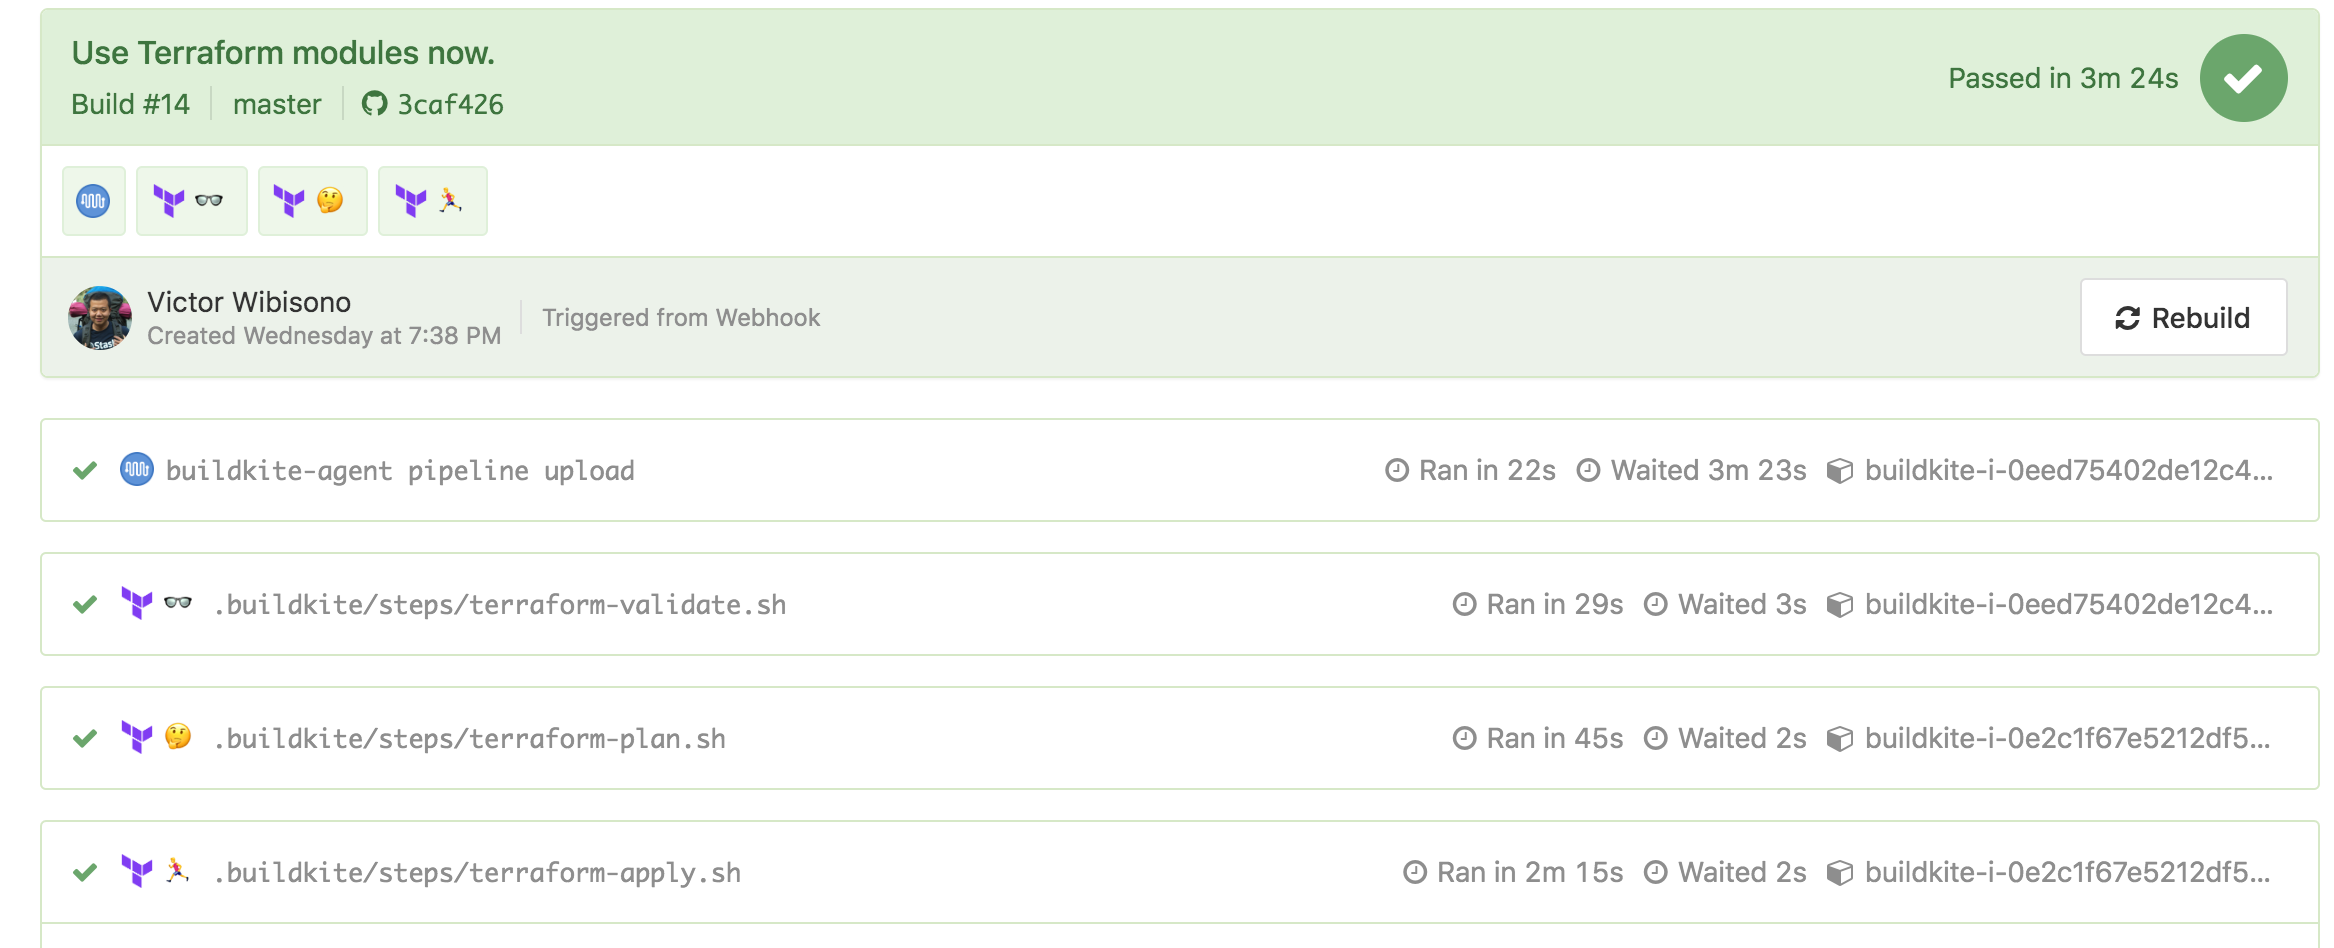 Use Terraform modules now.
Build #14 master 3caf426
Passed in 3m 24s
Victor Wibisono
Created Wednesday at 7:38 PM
Triggered from Webhook
Rebuild
buildkite-agent pipeline upload Ran in 22s Waited 3m 23s buildkite-i-0eed75402de12c4...
.buildkite/steps/terraform-validate.sh Ran in 29s Waited 3s buildkite-i-0eed75402de12c4...
.buildkite/steps/terraform-plan.sh Ran in 45s Waited 2s buildkite-i-0e2c1f67e5212df5...
.buildkite/steps/terraform-apply.sh Ran in 2m 15s Waited 2s buildkite-i-0e2c1f67e5212df5...